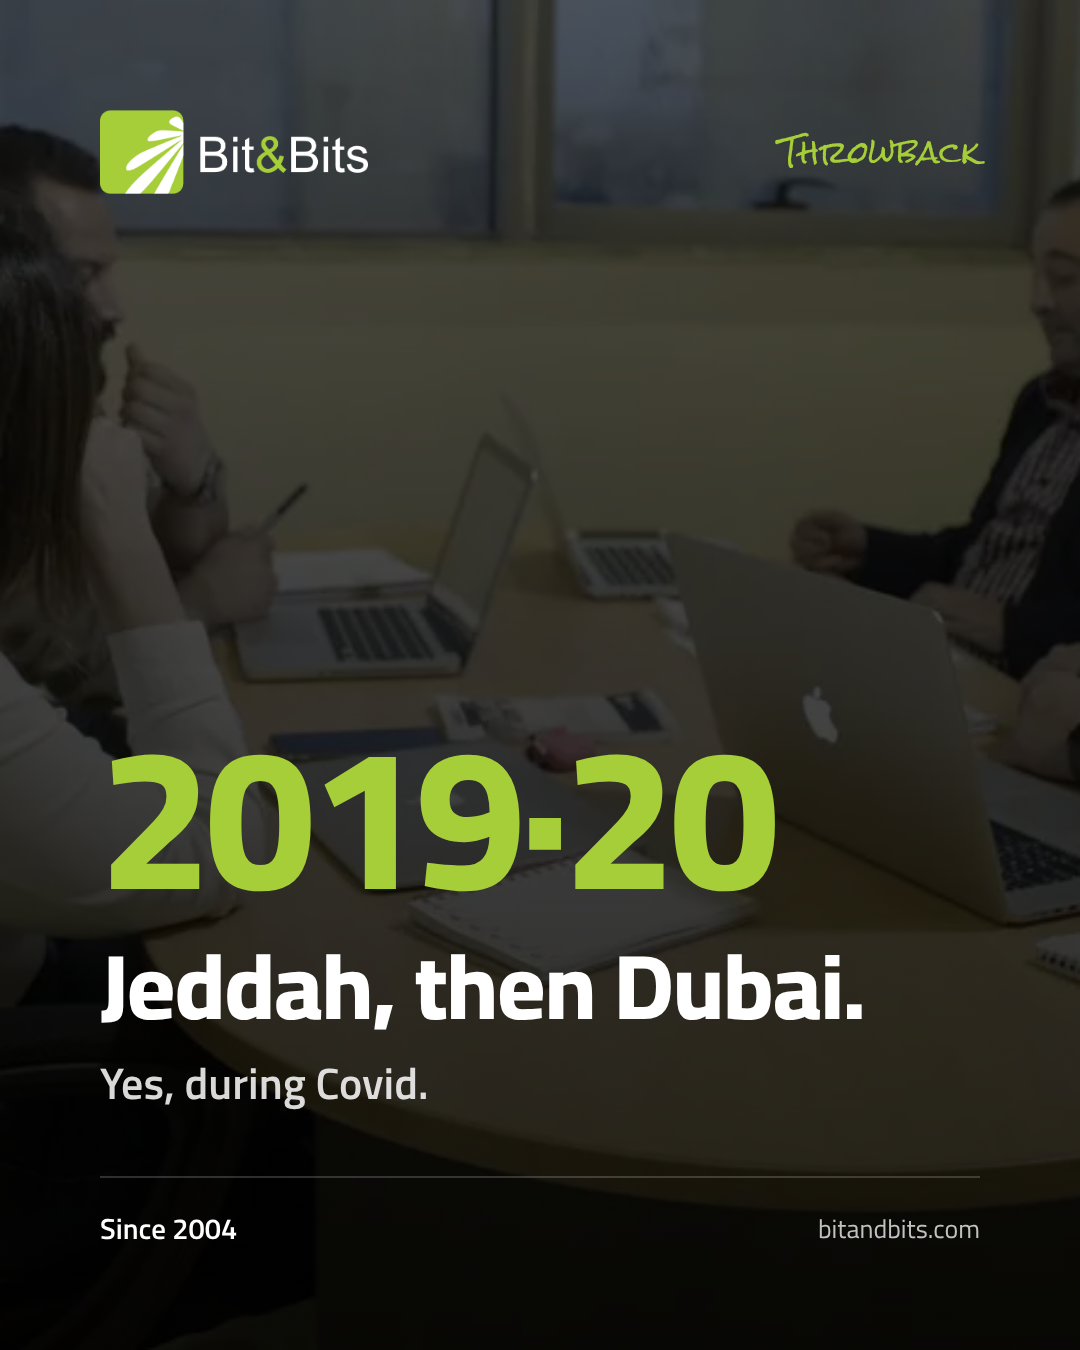 Bit&Bits
Throwback
2019·20
Jeddah, then Dubai.
Yes, during Covid.
Since 2004
bitandbits.com